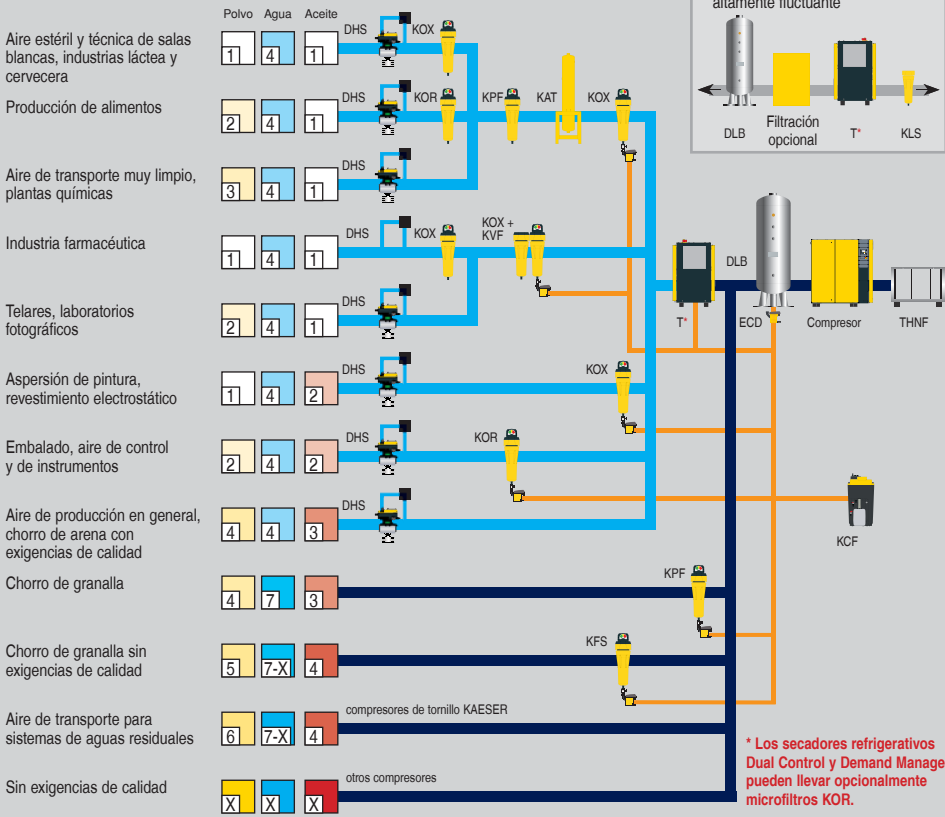 altamente fluctuante
DLB
Filtración
opcional
T*
KLS
Polvo Agua Aceite
Aire estéril y técnica de salas
blancas, industrias láctea y
cervecera
1 4 1
DHS
KOX
Producción de alimentos
2 4 1
DHS
KOR
KPF
KAT
KOX
Aire de transporte muy limpio,
plantas químicas
3 4 1
DHS
Industria farmacéutica
1 4 1
DHS
KOX
KOX +
KVF
Telares, laboratorios
fotográficos
2 4 1
DHS
T*
DLB
ECD
Compresor
THNF
Aspersión de pintura,
revestimiento electrostático
1 4 2
DHS
KOX
Embalado, aire de control
y de instrumentos
2 4 2
DHS
KOR
KCF
Aire de producción en general,
chorro de arena con
exigencias de calidad
4 4 3
DHS
Chorro de granalla
4 7 3
KPF
Chorro de granalla sin
exigencias de calidad
5 7-X 4
KFS
Aire de transporte para
sistemas de aguas residuales
6 7-X 4
compresores de tornillo KAESER
Sin exigencias de calidad
X X X
otros compresores
* Los secadores refrigerativos
Dual Control y Demand Manage
pueden llevar opcionalmente
microfiltros KOR.